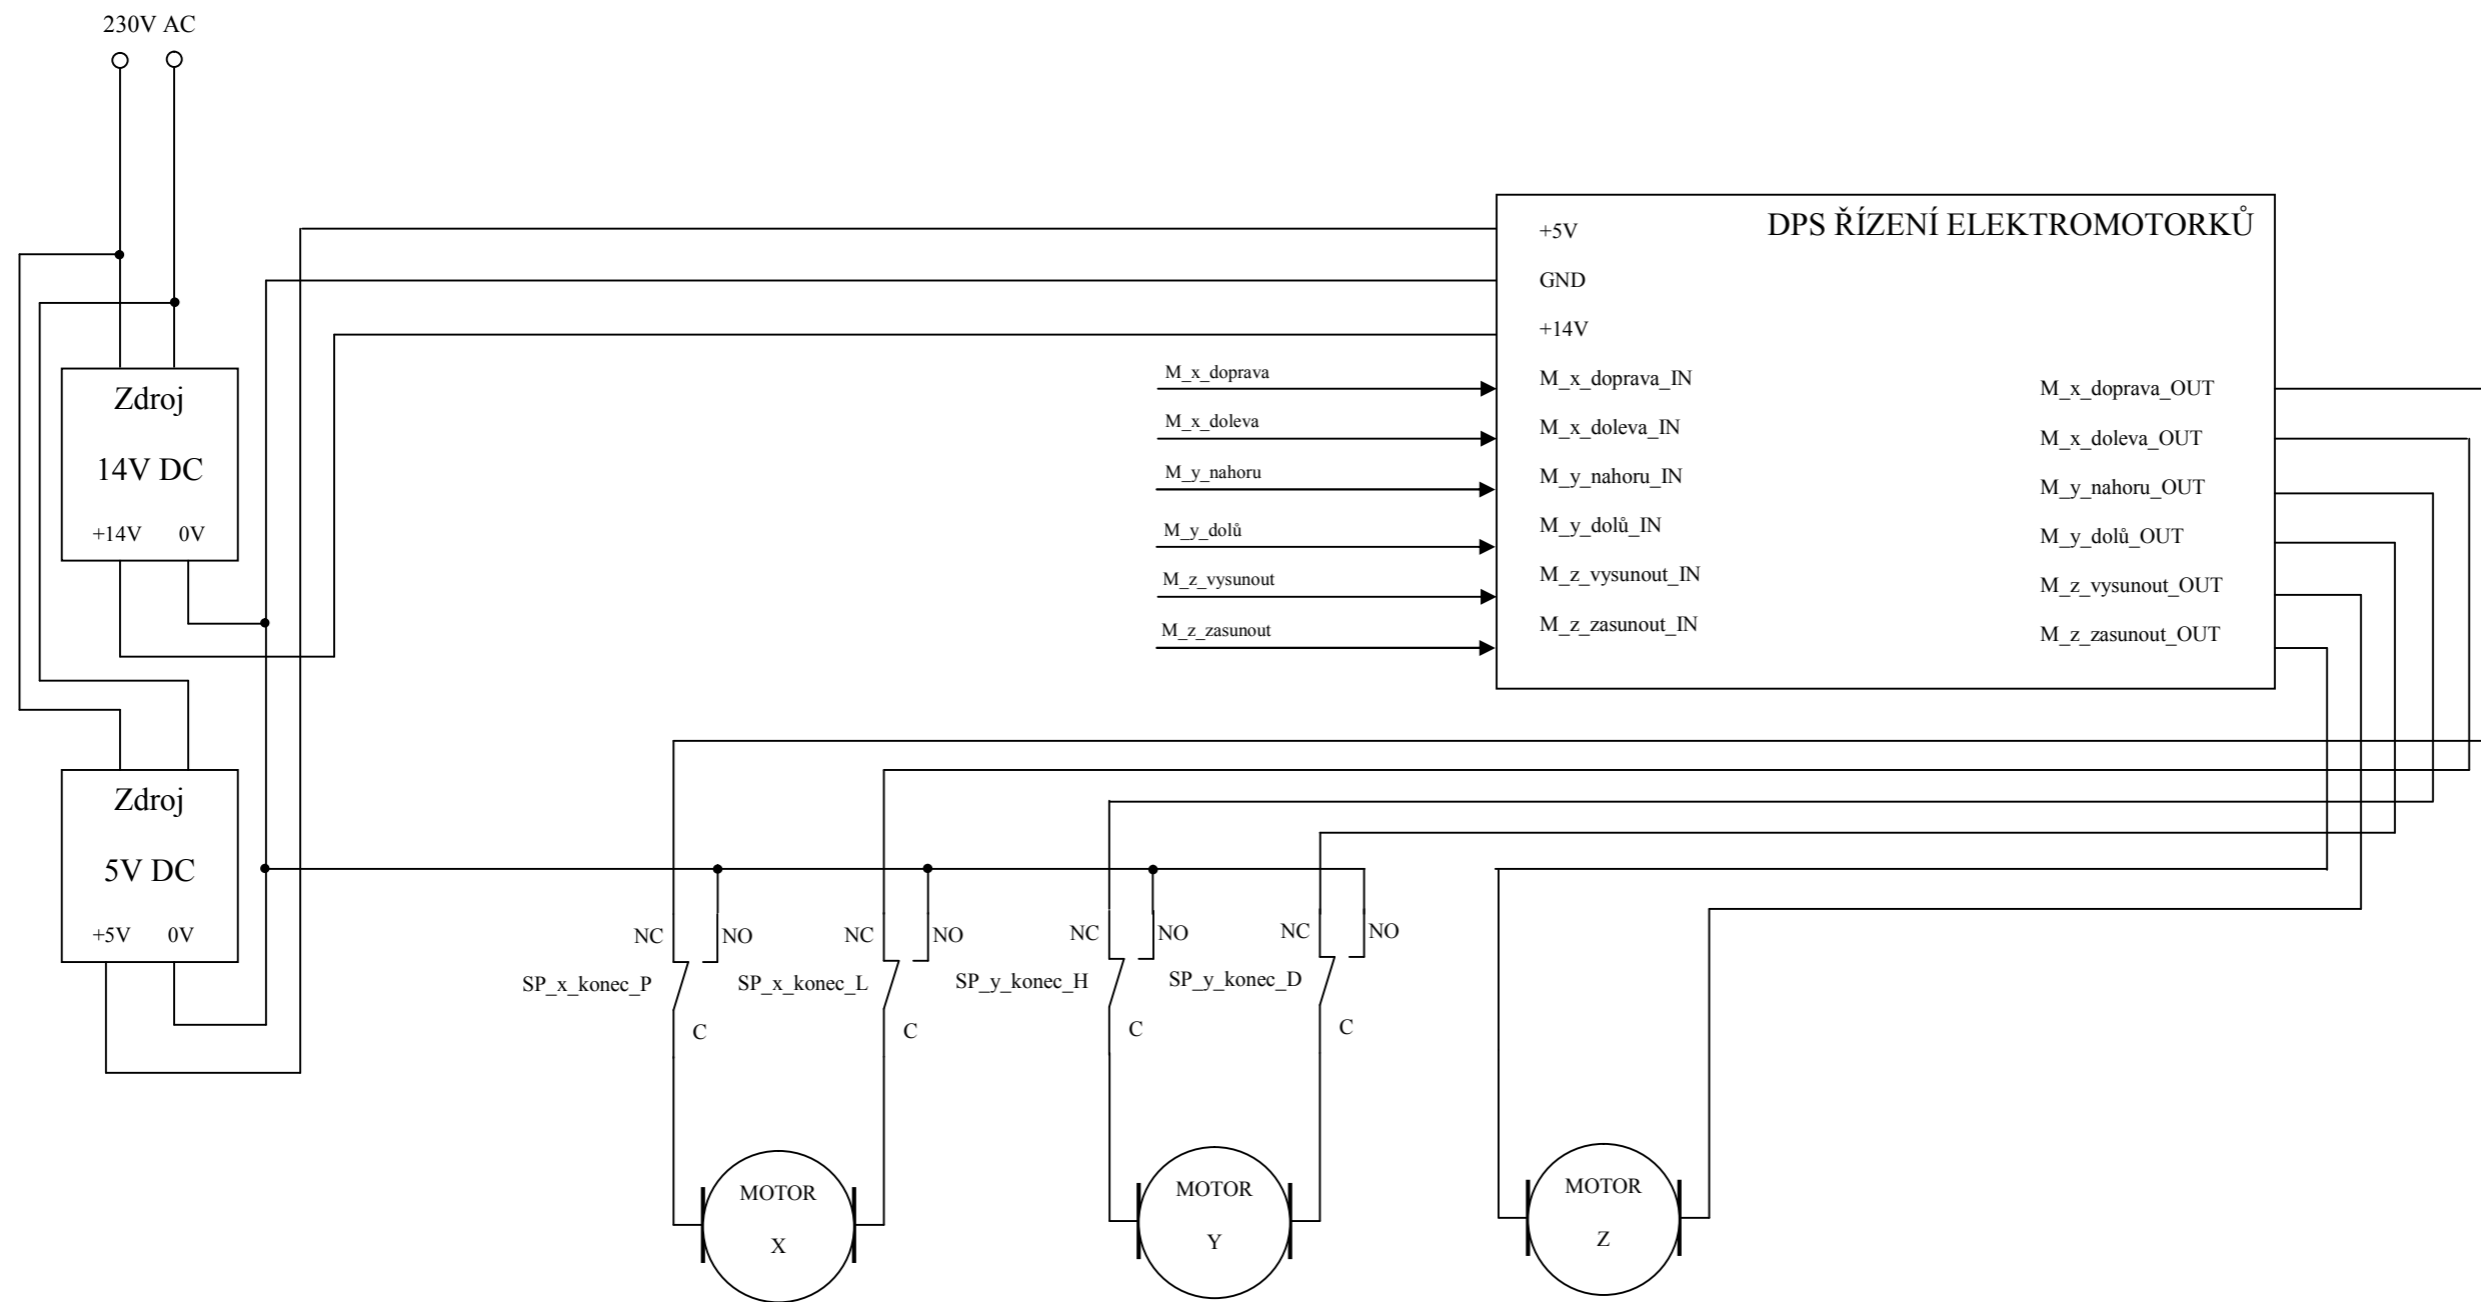 230V AC
DPS ŘÍZENÍ ELEKTROMOTORKŮ
+5V
GND
+14V
M_x_doprava
M_x_doleva
M_y_nahoru
M_y_dolů
M_z_vysunout
M_z_zasunout
M_x_doprava_IN
M_x_doleva_IN
M_y_nahoru_IN
M_y_dolů_IN
M_z_vysunout_IN
M_z_zasunout_IN
M_x_doprava_OUT
M_x_doleva_OUT
M_y_nahoru_OUT
M_y_dolů_OUT
M_z_vysunout_OUT
M_z_zasunout_OUT
Zdroj
14V DC
+14V 0V
Zdroj
5V DC
+5V 0V
NC NO
SP_x_konec_P
C
NC NO
SP_x_konec_L
C
NC NO
SP_y_konec_H
C
NC NO
SP_y_konec_D
C
MOTOR
X
MOTOR
Y
MOTOR
Z